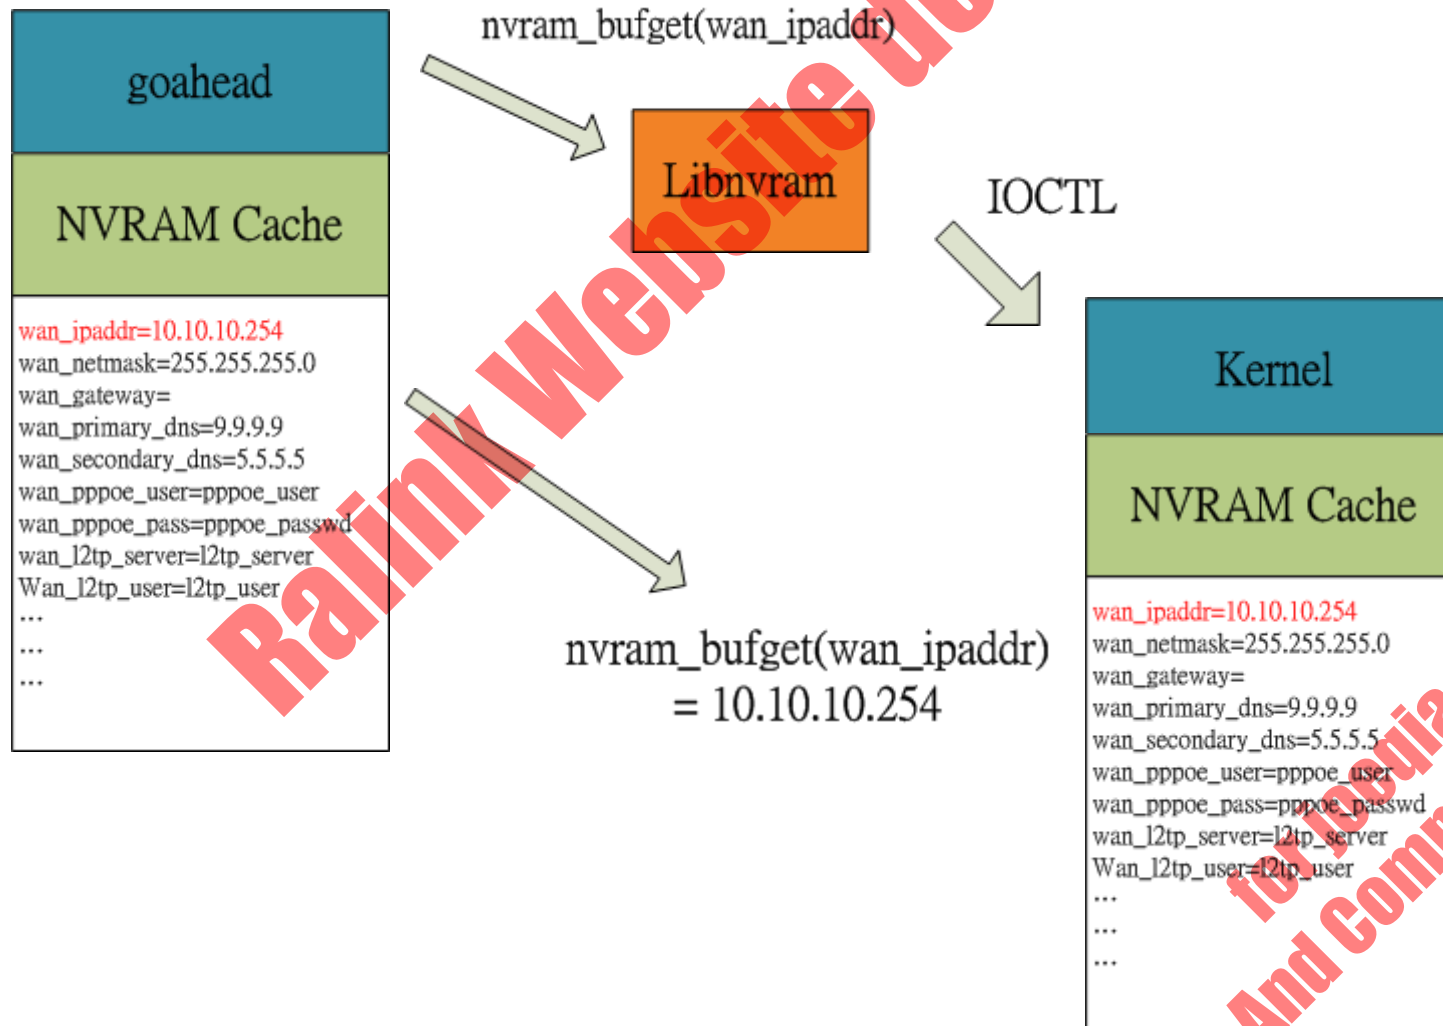 nvram_bufget(wan_ipaddr)
goahead
NVRAM Cache
wan_ipaddr=10.10.10.254
wan_netmask=255.255.255.0
wan_gateway=
wan_primary_dns=9.9.9.9
wan_secondary_dns=5.5.5.5
wan_pppoe_user=pppoe_user
wan_pppoe_pass=pppoe_passwd
wan_l2tp_server=l2tp_server
Wan_l2tp_user=l2tp_user
...
...
...
Libnvram
IOCTL
nvram_bufget(wan_ipaddr)
= 10.10.10.254
Kernel
NVRAM Cache
wan_ipaddr=10.10.10.254
wan_netmask=255.255.255.0
wan_gateway=
wan_primary_dns=9.9.9.9
wan_secondary_dns=5.5.5.5
wan_pppoe_user=pppoe_user
wan_pppoe_pass=pppoe_passwd
wan_l2tp_server=l2tp_server
Wan_l2tp_user=l2tp_user
...
...
...
Ralink Website
for
And